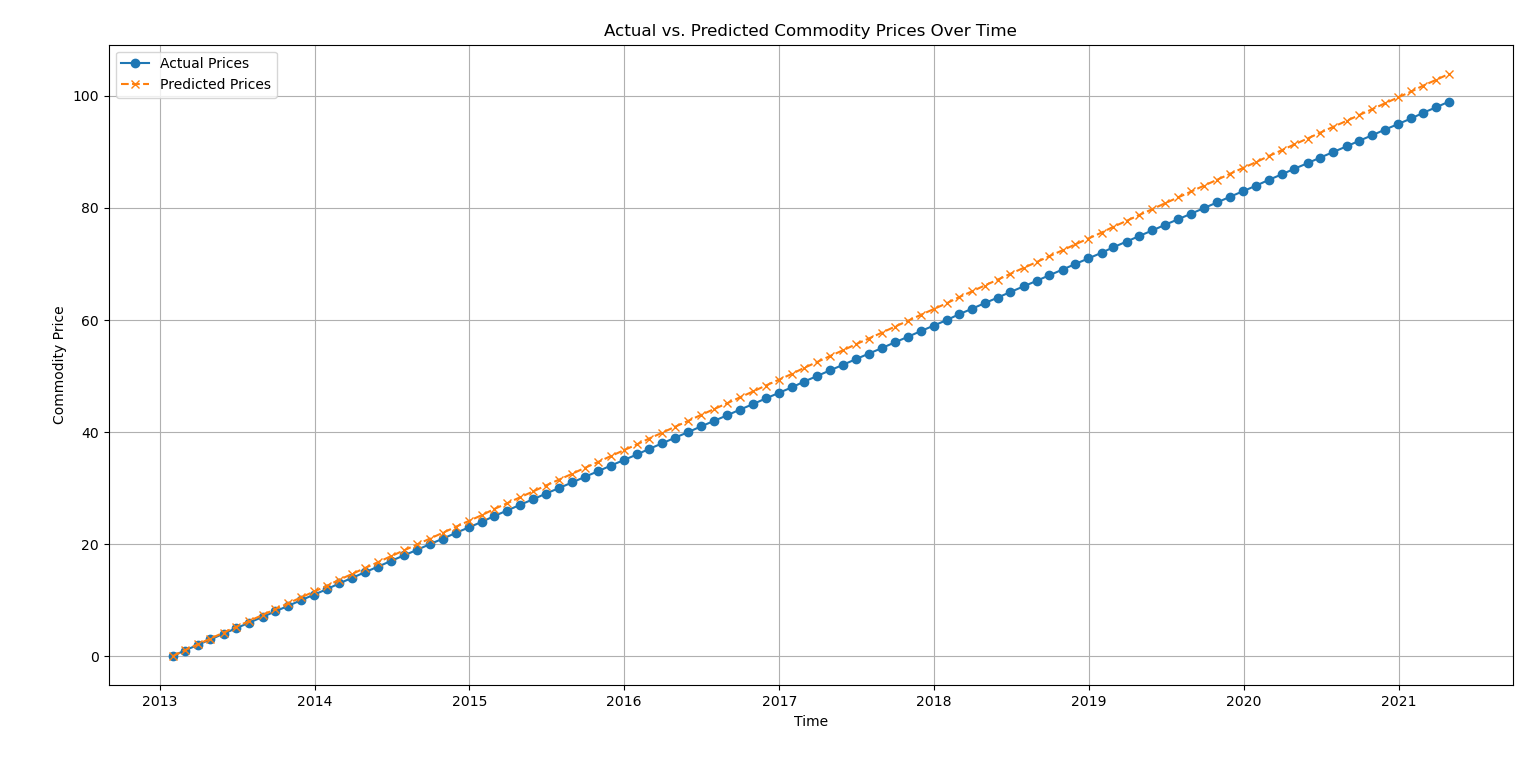 Actual vs. Predicted Commodity Prices Over Time
Actual Prices
Predicted Prices
100
80
60
40
20
0
Commodity Price
2013 2014 2015 2016 2017 2018 2019 2020 2021
Time